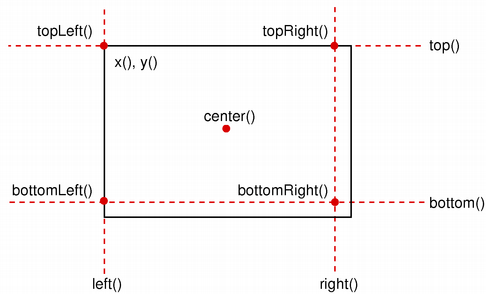 topLeft()
topRight()
top()
x(), y()
center()
bottomLeft()
bottomRight()
bottom()
left()
right()